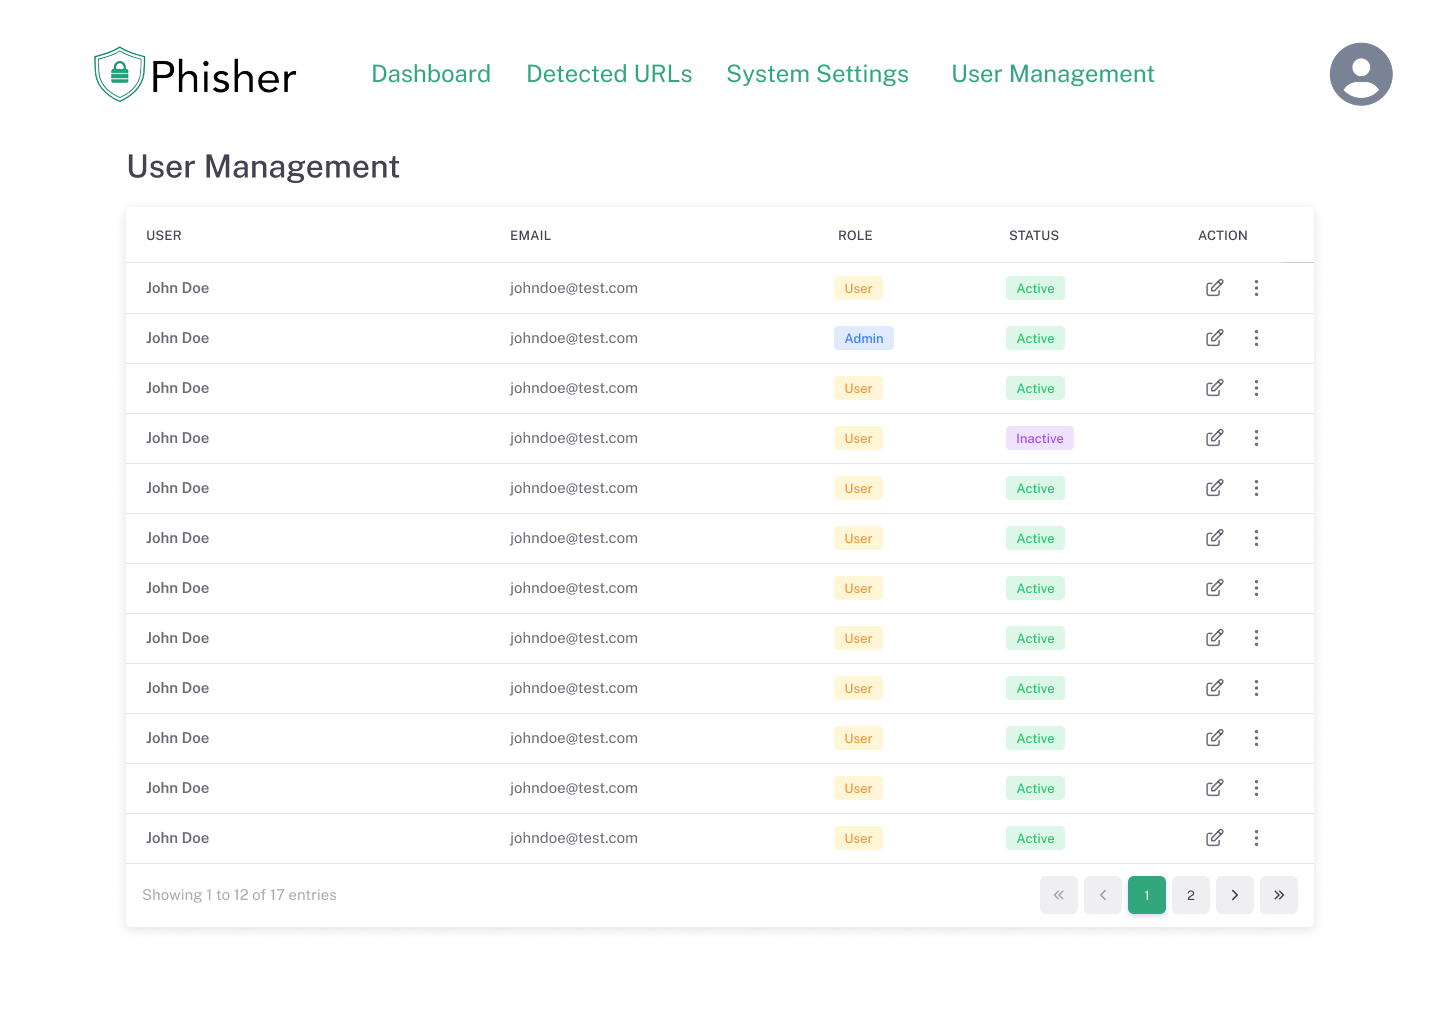 Phisher Dashboard Detected URLs System Settings User Management
User Management
USER EMAIL ROLE STATUS ACTION
John Doe johndoe@test.com User Active
John Doe johndoe@test.com Admin Active
John Doe johndoe@test.com User Active
John Doe johndoe@test.com User Inactive
John Doe johndoe@test.com User Active
John Doe johndoe@test.com User Active
John Doe johndoe@test.com User Active
John Doe johndoe@test.com User Active
John Doe johndoe@test.com User Active
John Doe johndoe@test.com User Active
John Doe johndoe@test.com User Active
John Doe johndoe@test.com User Active
Showing 1 to 12 of 17 entries « ‹ 1 2 › »